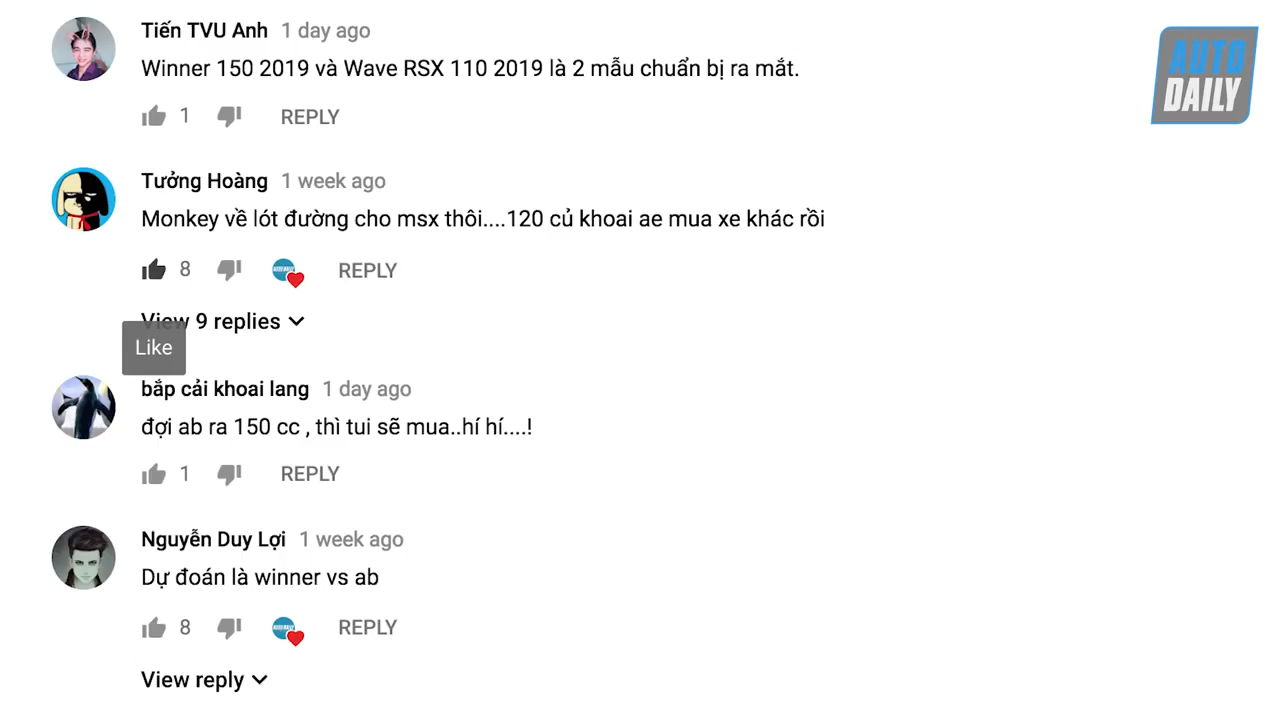 Tiến TVU Anh 1 day ago
AUTO
DAILY
Winner 150 2019 và Wave RSX 110 2019 là 2 mẫu chuẩn bị ra mắt.
1 REPLY
Tưởng Hoàng 1 week ago
Monkey về lót đường cho msx thôi....120 củ khoai ae mua xe khác rồi
8 REPLY
View 9 replies
Like
bắp cải khoai lang 1 day ago
đợi ab ra 150 cc , thì tui sẽ mua..hí hí....!
1 REPLY
Nguyễn Duy Lợi 1 week ago
Dự đoán là winner vs ab
8 REPLY
View reply